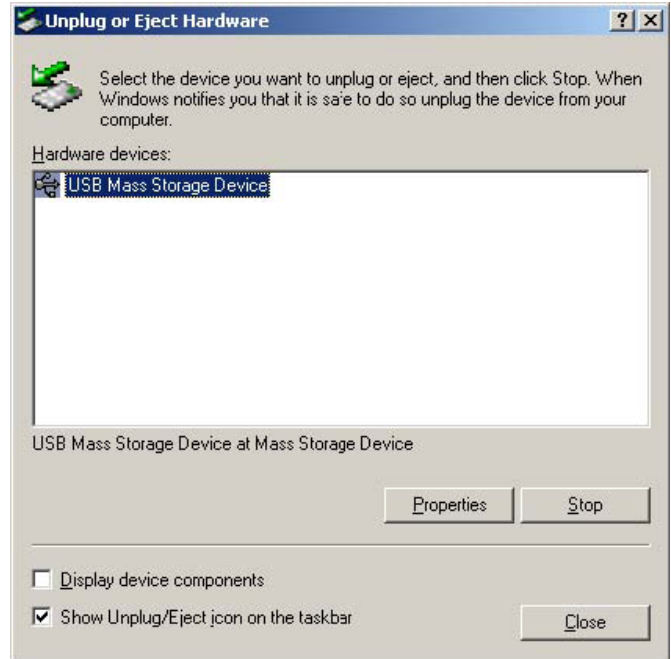 Unplug or Eject Hardware
Select the device you want to unplug or eject, and then click Stop. When
Windows notifies you that it is safe to do so unplug the device from your
computer.
Hardware devices:
USB Mass Storage Device
USB Mass Storage Device at Mass Storage Device
Properties
Stop
Display device components
Show Unplug/Eject icon on the taskbar
Close